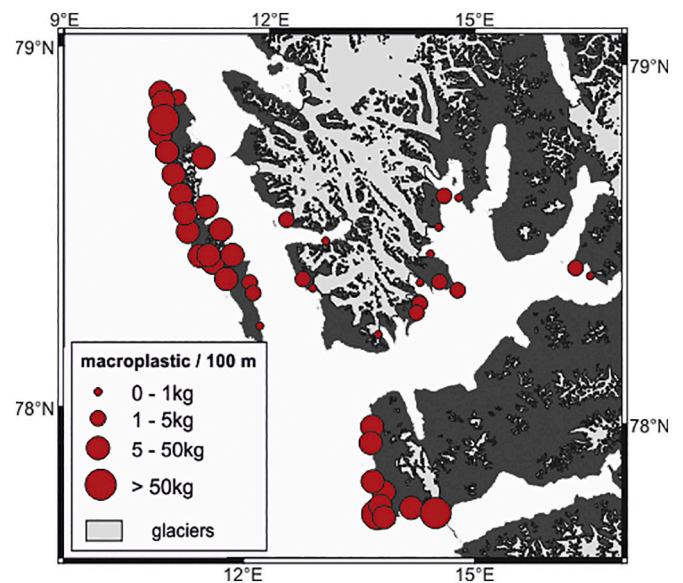 9°E 12°E 15°E
79°N 79°N
macroplastic / 100 m
0 - 1kg
1 - 5kg
5 - 50kg
> 50kg
glaciers
78°N 78°N
12°E 15°E